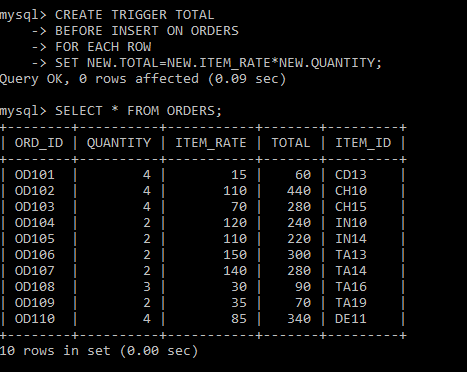 mysql> CREATE TRIGGER TOTAL
    -> BEFORE INSERT ON ORDERS
    -> FOR EACH ROW
    -> SET NEW.TOTAL=NEW.ITEM_RATE*NEW.QUANTITY;
Query OK, 0 rows affected (0.09 sec)

mysql> SELECT * FROM ORDERS;
+--------+----------+-----------+-------+---------+
| ORD_ID | QUANTITY | ITEM_RATE | TOTAL | ITEM_ID |
+--------+----------+-----------+-------+---------+
| OD101  |        4 |        15 |    60 | CD13    |
| OD102  |        4 |       110 |   440 | CH10    |
| OD103  |        4 |        70 |   280 | CH15    |
| OD104  |        2 |       120 |   240 | IN10    |
| OD105  |        2 |       110 |   220 | IN14    |
| OD106  |        2 |       150 |   300 | TA13    |
| OD107  |        2 |       140 |   280 | TA14    |
| OD108  |        3 |        30 |    90 | TA16    |
| OD109  |        2 |        35 |    70 | TA19    |
| OD110  |        4 |        85 |   340 | DE11    |
+--------+----------+-----------+-------+---------+
10 rows in set (0.00 sec)